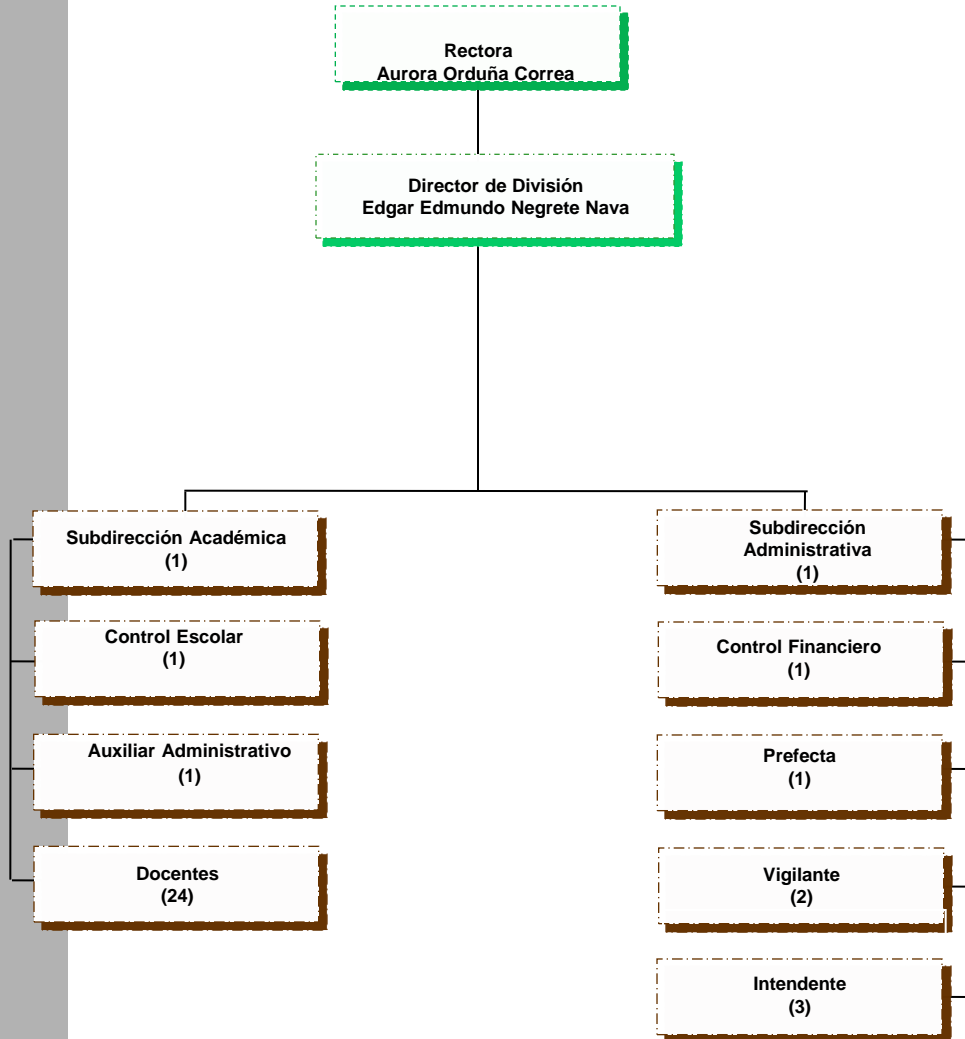 Rectora
Aurora Orduña Correa
Director de División
Edgar Edmundo Negrete Nava
Subdirección Académica
(1)
Control Escolar
(1)
Auxiliar Administrativo
(1)
Docentes
(24)
Subdirección
Administrativa
(1)
Control Financiero
(1)
Prefecta
(1)
Vigilante
(2)
Intendente
(3)